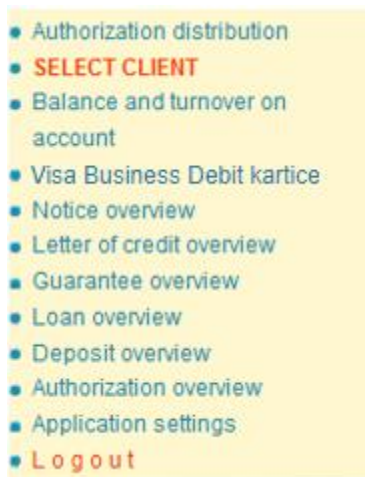 Authorization distribution
SELECT CLIENT
Balance and turnover on
account
Visa Business Debit kartice
Notice overview
Letter of credit overview
Guarantee overview
Loan overview
Deposit overview
Authorization overview
Application settings
Logout